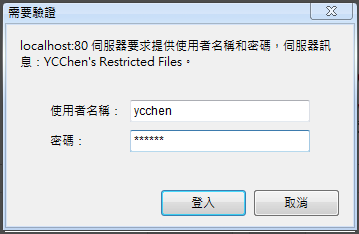 需要驗證
localhost:80 伺服器要求提供使用者名稱和密碼，伺服器訊
息：YCChen's Restricted Files。
使用者名稱： ycchen
密碼： ******
登入 取消